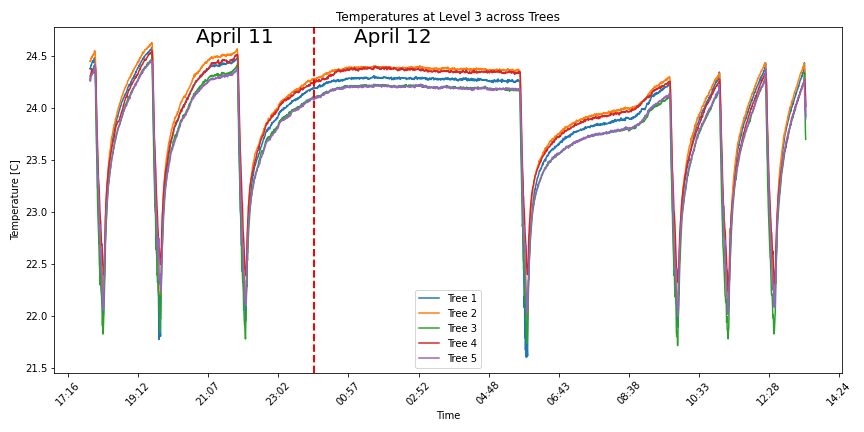 Temperatures at Level 3 across Trees
April 11
April 12
Temperature [C]
24.5
24.0
23.5
23.0
22.5
22.0
21.5
Tree 1
Tree 2
Tree 3
Tree 4
Tree 5
17:16
19:12
21:07
23:02
00:57
02:52
04:48
06:43
08:38
10:33
12:28
14:24
Time